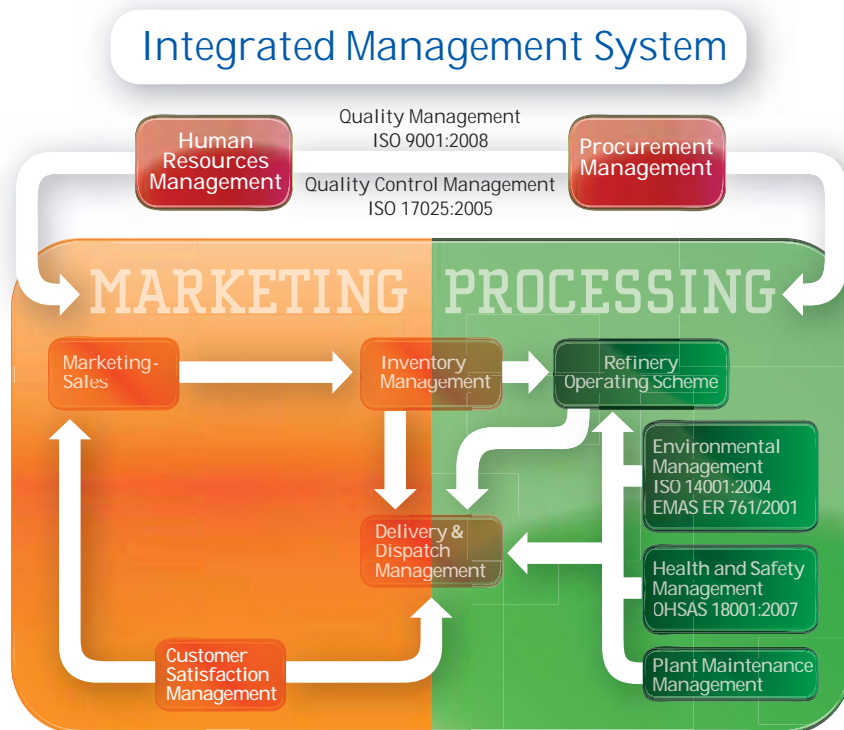 Integrated Management System
Quality Management
ISO 9001:2008
Human
Resources
Management
Procurement
Management
Quality Control Management
ISO 17025:2005
MARKETING
PROCESSING
Marketing-
Sales
Inventory
Management
Refinery
Operating Scheme
Environmental
Management
ISO 14001:2004
EMAS ER 761/2001
Delivery &
Dispatch
Management
Health and Safety
Management
OHSAS 18001:2007
Customer
Satisfaction
Management
Plant Maintenance
Management